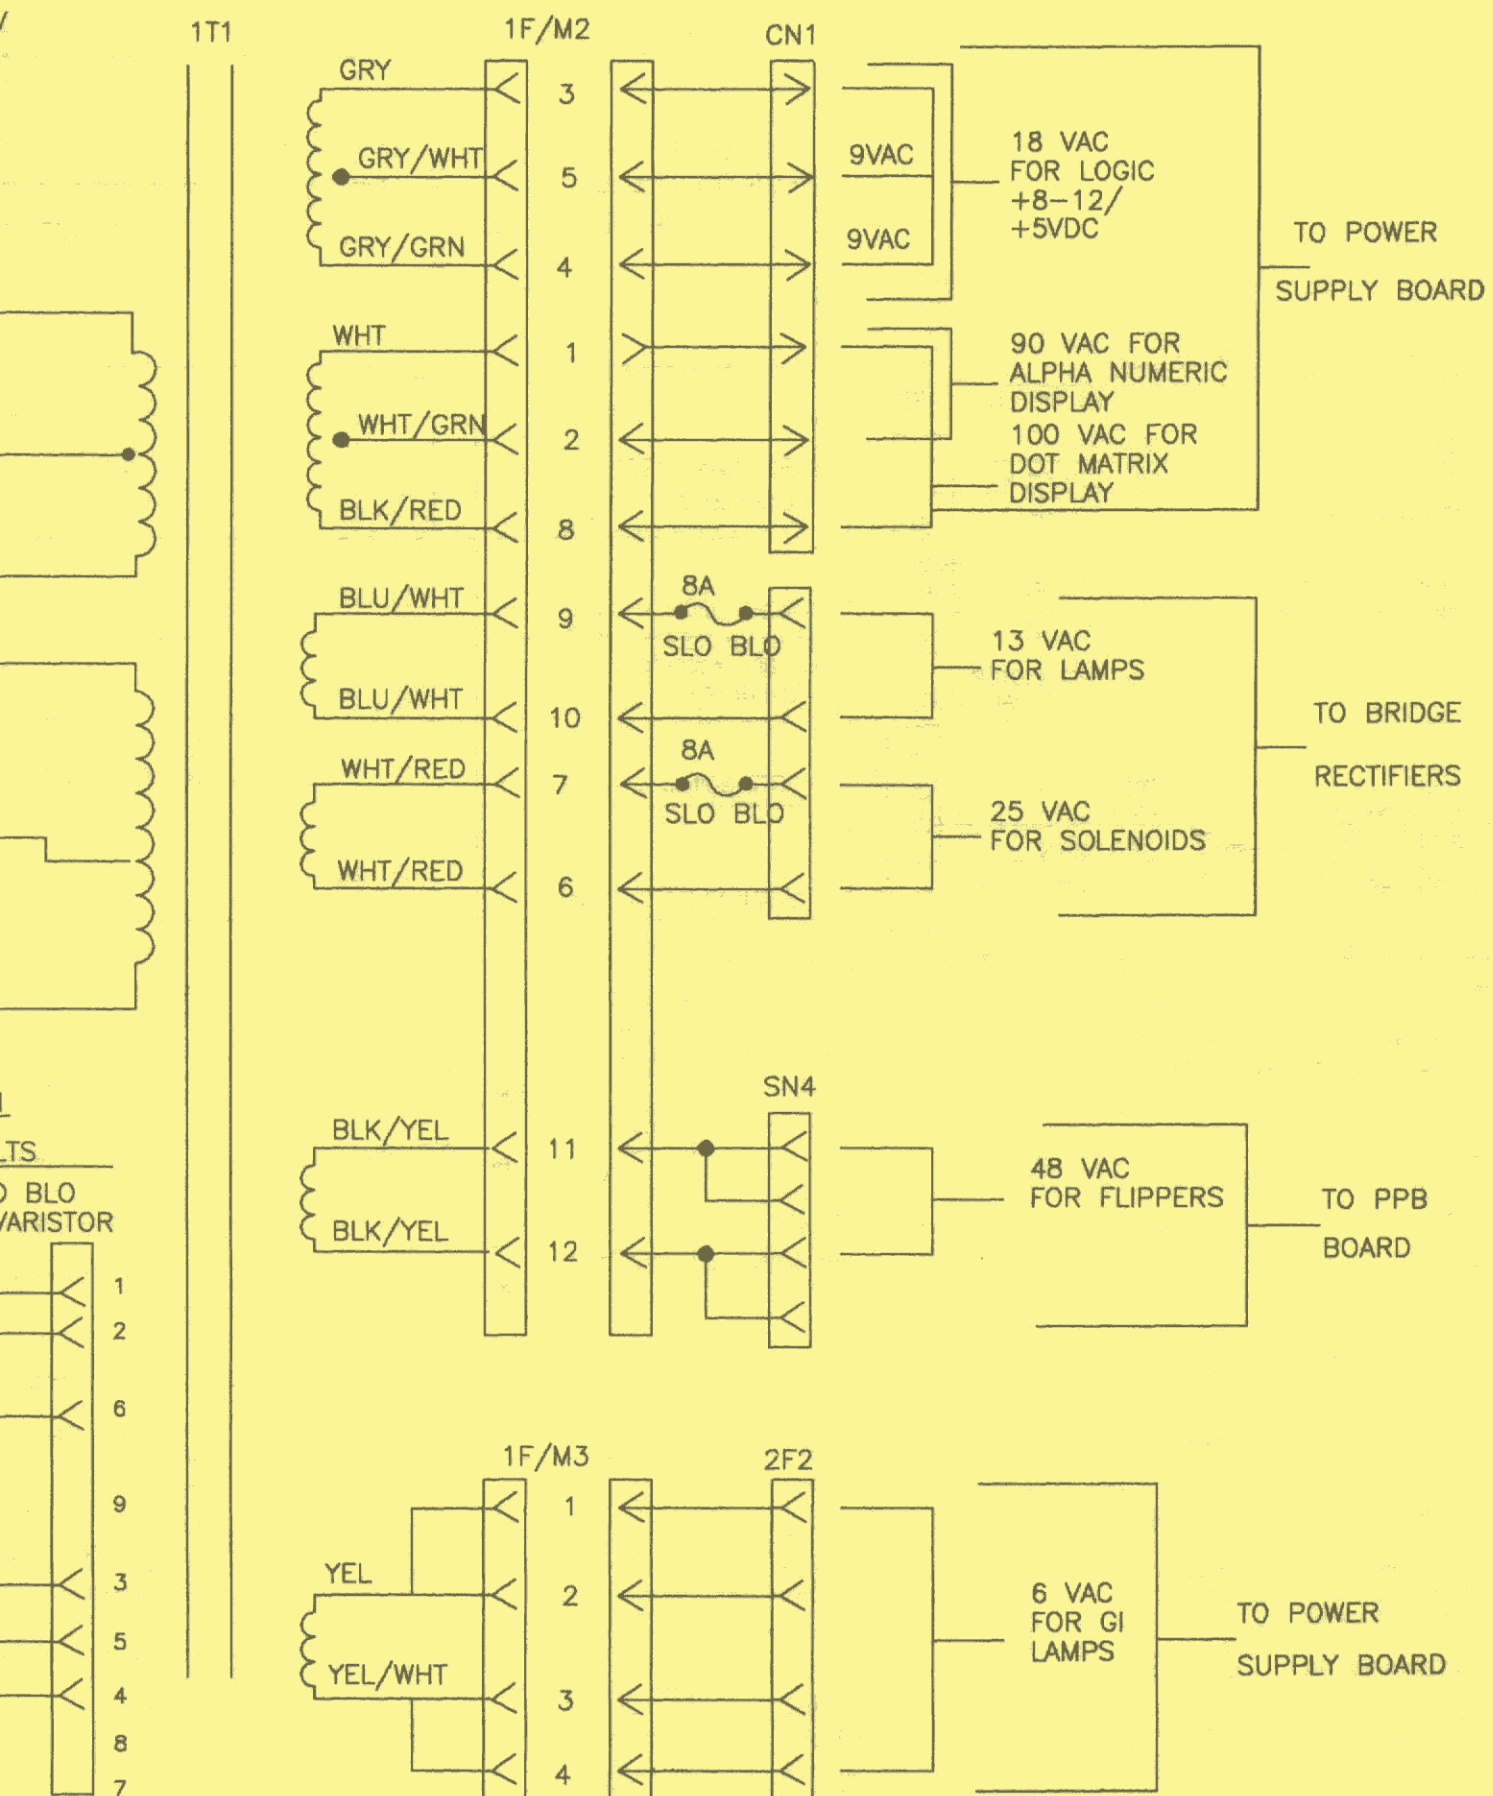 1T1
1F/M2
CN1
GRY
3
GRY/WHT
5
9VAC
GRY/GRN
4
9VAC
18 VAC
FOR LOGIC
+8-12/
+5VDC
TO POWER
SUPPLY BOARD
WHT
1
WHT/GRN
2
BLK/RED
8
90 VAC FOR
ALPHA NUMERIC
DISPLAY
100 VAC FOR
DOT MATRIX
DISPLAY
BLU/WHT
9
8A
SLO BLO
BLU/WHT
10
13 VAC
FOR LAMPS
WHT/RED
7
8A
SLO BLO
WHT/RED
6
25 VAC
FOR SOLENOIDS
TO BRIDGE
RECTIFIERS
SN4
BLK/YEL
11
BLK/YEL
12
48 VAC
FOR FLIPPERS
TO PPB
BOARD
LTS
BLO
VARISTOR
1
2
6
9
3
5
4
8
7
1F/M3
2F2
1
YEL
2
YEL/WHT
3
4
6 VAC
FOR GI
LAMPS
TO POWER
SUPPLY BOARD